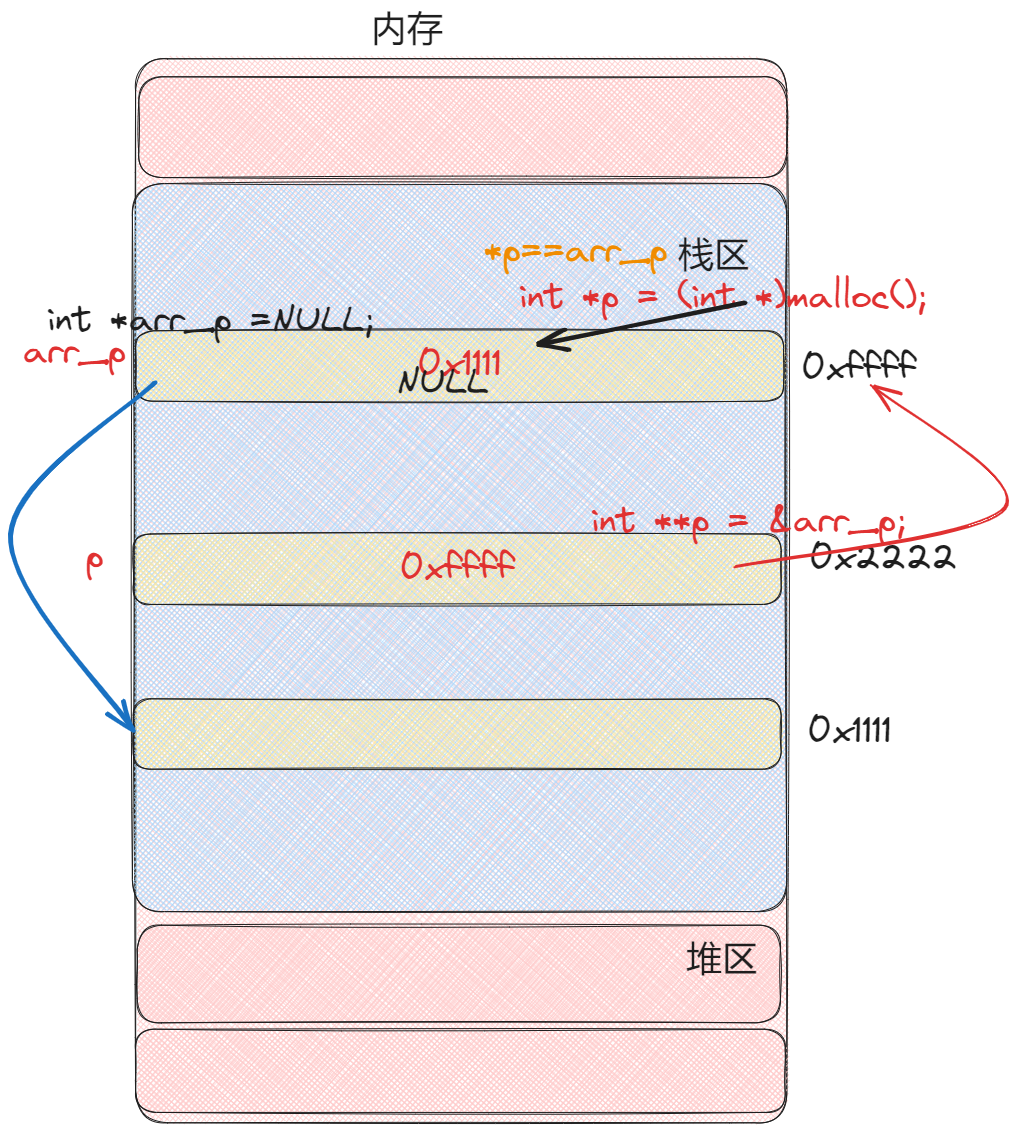 内存
*p==arr_p 栈区
int *p = (int *)malloc();
int *arr_p =NULL;
arr_p
0x1111
NULL
0xffff
int **p = &arr_p;
p
0xffff
0x2222
0x1111
堆区